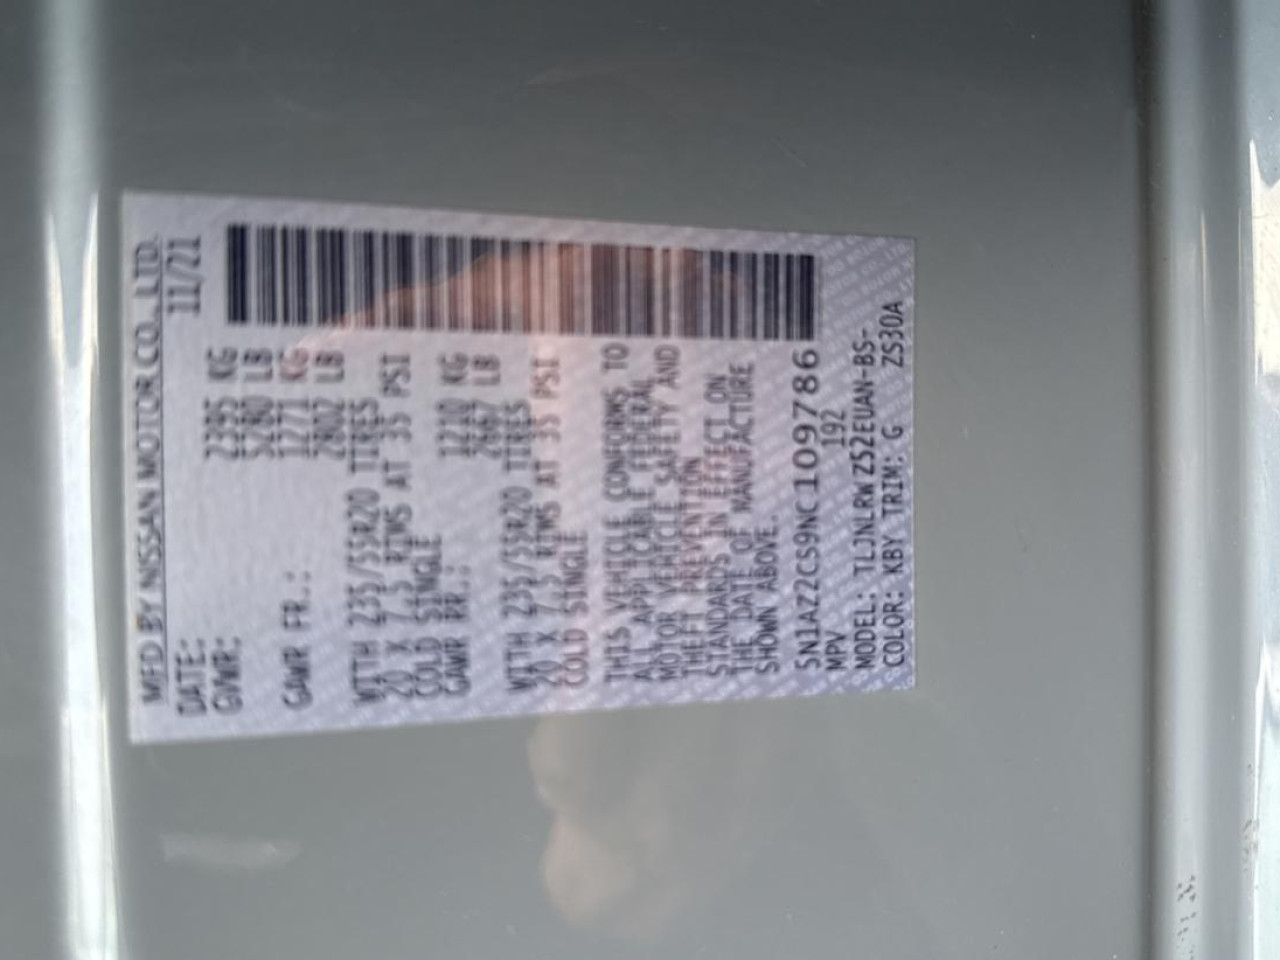 MFD BY NISSAN MOTOR CO., LTD.
DATE: 11/21
GVWR: 2395 KG
5280 LB
GAWR FR.: 1271 KG
2802 LB
WITH 235/55R20 TIRES
20 X 7.5 RIMS AT 35 PSI
COLD SINGLE
GAWR RR.: 1210 KG
2667 LB
WITH 235/55R20 TIRES
20 X 7.5 RIMS AT 35 PSI
COLD SINGLE
THIS VEHICLE CONFORMS TO
ALL APPLICABLE FEDERAL
MOTOR VEHICLE SAFETY AND
THEFT PREVENTION
STANDARDS IN EFFECT ON
THE DATE OF MANUFACTURE
SHOWN ABOVE.
5N1AZ2CS9NC109786
MPV 192
MODEL: TLJNLRW ZS2EUAN-BS-
COLOR: KBY TRIM: G ZS30A